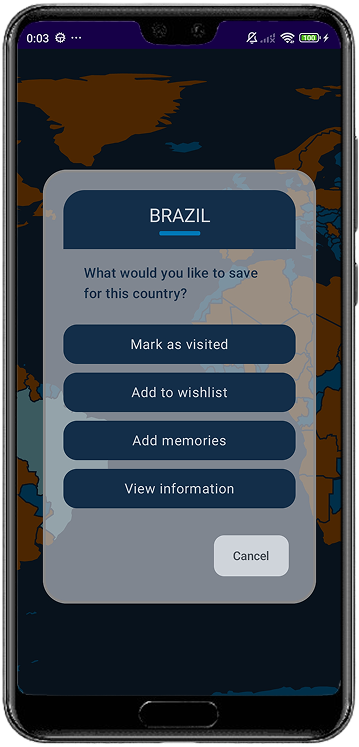 0:03
100
BRAZIL
What would you like to save
for this country?
Mark as visited
Add to wishlist
Add memories
View information
Cancel